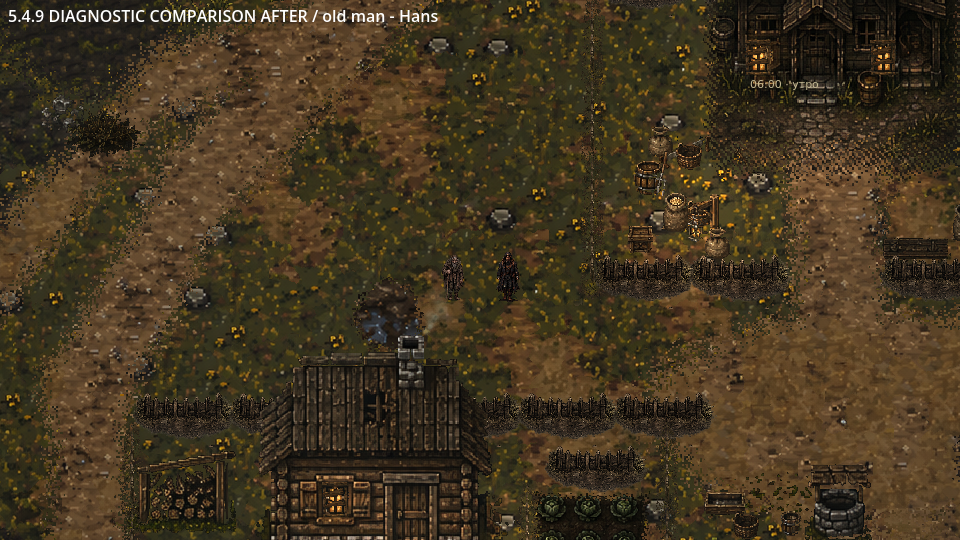 5.4.9 DIAGNOSTIC COMPARISON AFTER / old man - Hans
06:00 · утро